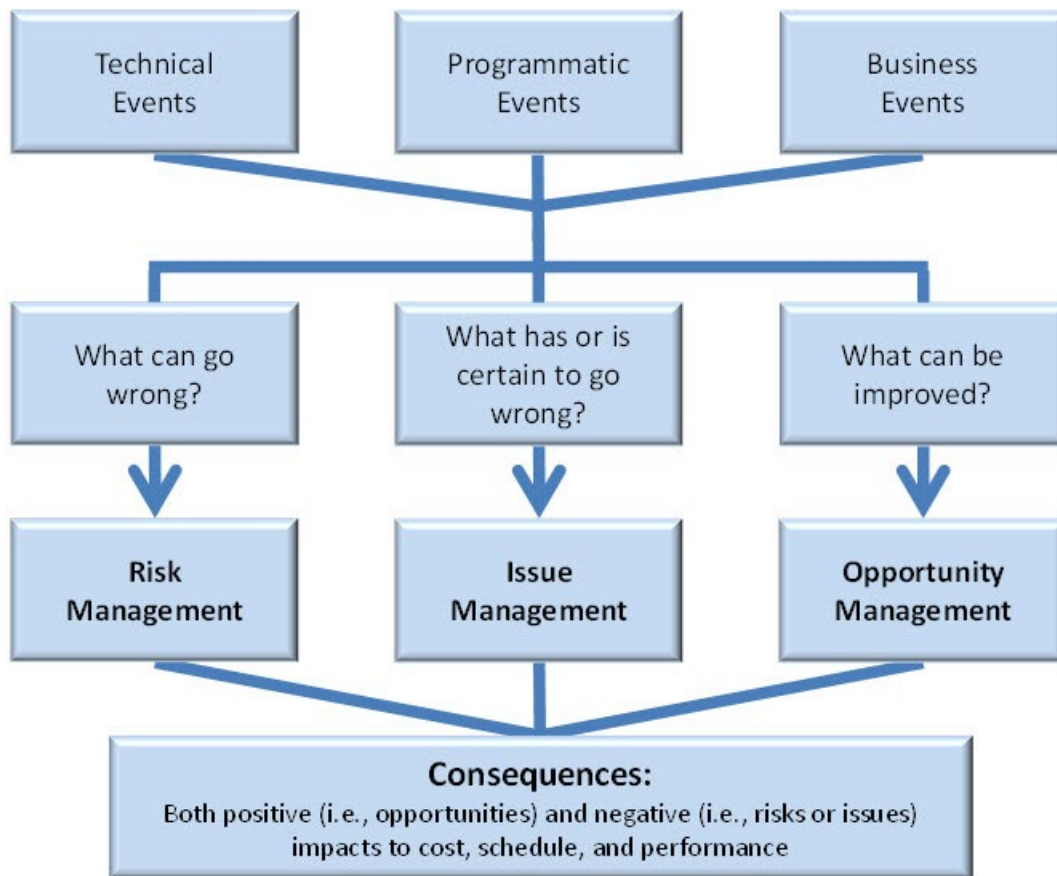 Technical
Events
Programmatic
Events
Business
Events
What can go
wrong?
What has or is
certain to go
wrong?
What can be
improved?
Risk
Management
Issue
Management
Opportunity
Management
Consequences:
Both positive (i.e., opportunities) and negative (i.e., risks or issues)
impacts to cost, schedule, and performance